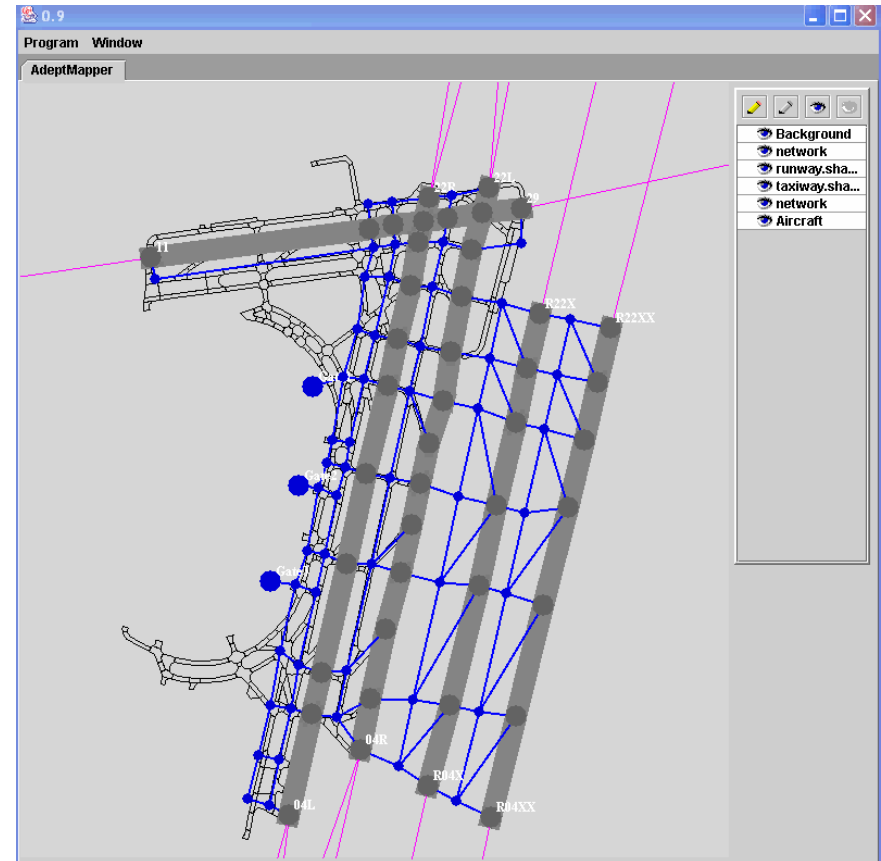 0.9
Program Window
AdeptMapper
Background
network
runway.sha...
taxiway.sha...
network
Aircraft
22L
22R
29
11
R22X
R22XX
04R
R04X
04L
R04XX